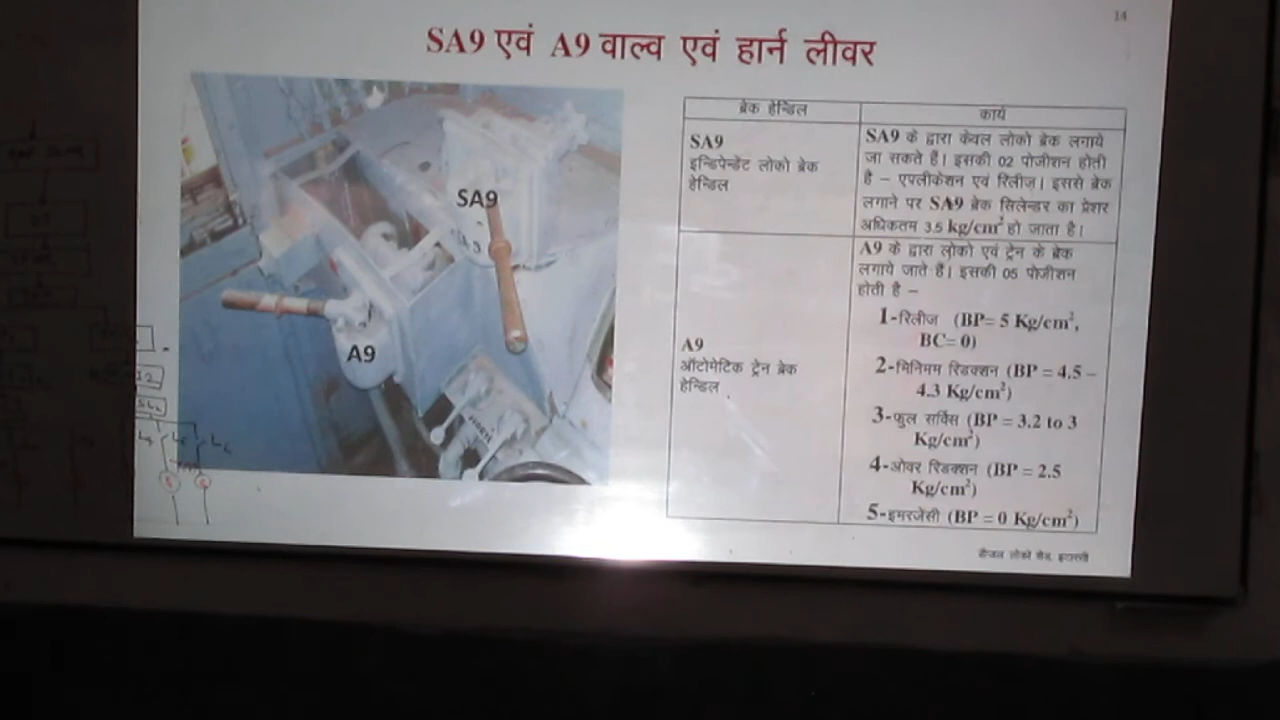 14
SA9 एवं A9 वाल्व एवं हार्न लीवर
ब्रेक हेन्डिल
कार्य
SA9
इन्डिपेन्डेंट लोको ब्रेक
हेन्डिल
SA9 के द्वारा केवल लोको ब्रेक लगाये
जा सकते है। इसकी 02 पोजीशन होती
है – एप्लीकेशन एवं रिलीज। इससे ब्रेक
लगाने पर SA9 ब्रेक सिलेन्डर का प्रेशर
अधिकतम 3.5 kg/cm² हो जाता है।
A9
ऑटोमेटिक ट्रेन ब्रेक
हेन्डिल
A9 के द्वारा लोको एवं ट्रेन के ब्रेक
लगाये जाते है। इसकी 05 पोजीशन
होती है –
1-रिलीज (BP= 5 Kg/cm²,
BC= 0)
2-मिनिमम रिडक्शन (BP = 4.5 –
4.3 Kg/cm²)
3-फुल सर्विस (BP = 3.2 to 3
Kg/cm²)
4-ओवर रिडक्शन (BP = 2.5
Kg/cm²)
5-इमरजेंसी (BP = 0 Kg/cm²)
SA9
A9
डीजल लोको शेड, इटारसी